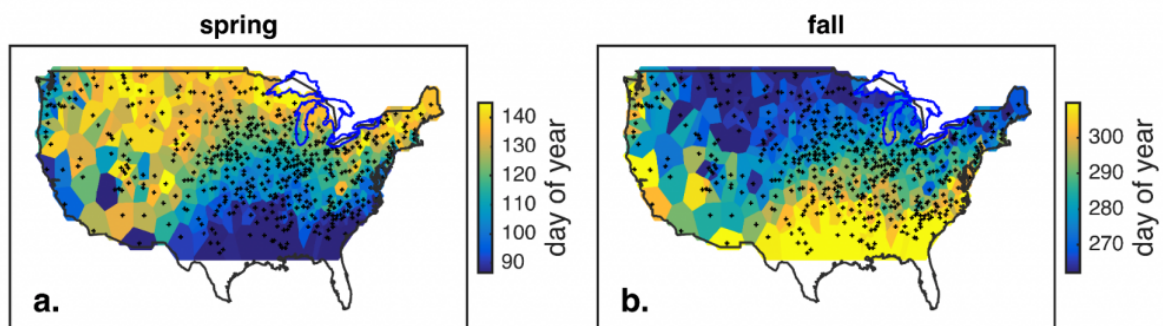 spring
140
130
120
110
100
90
day of year
a.
fall
300
290
280
270
day of year
b.